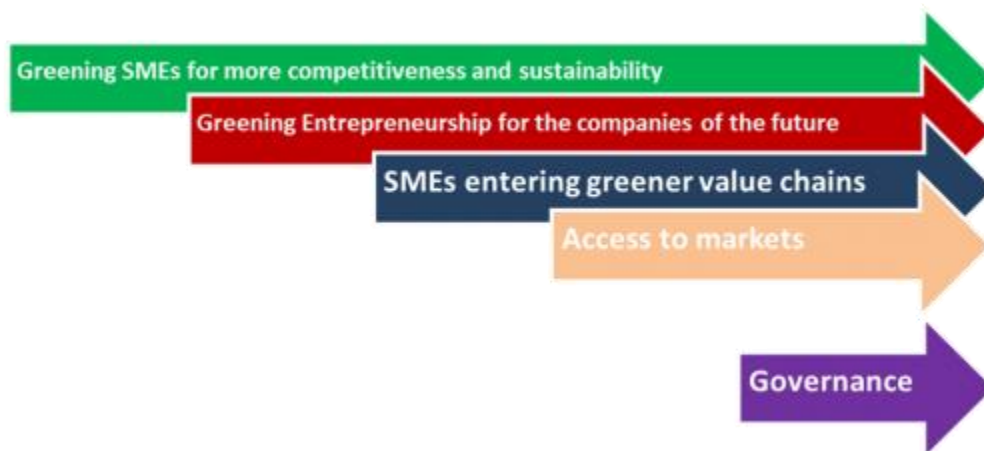 Greening SMEs for more competitiveness and sustainability
Greening Entrepreneurship for the companies of the future
SMEs entering greener value chains
Access to markets
Governance